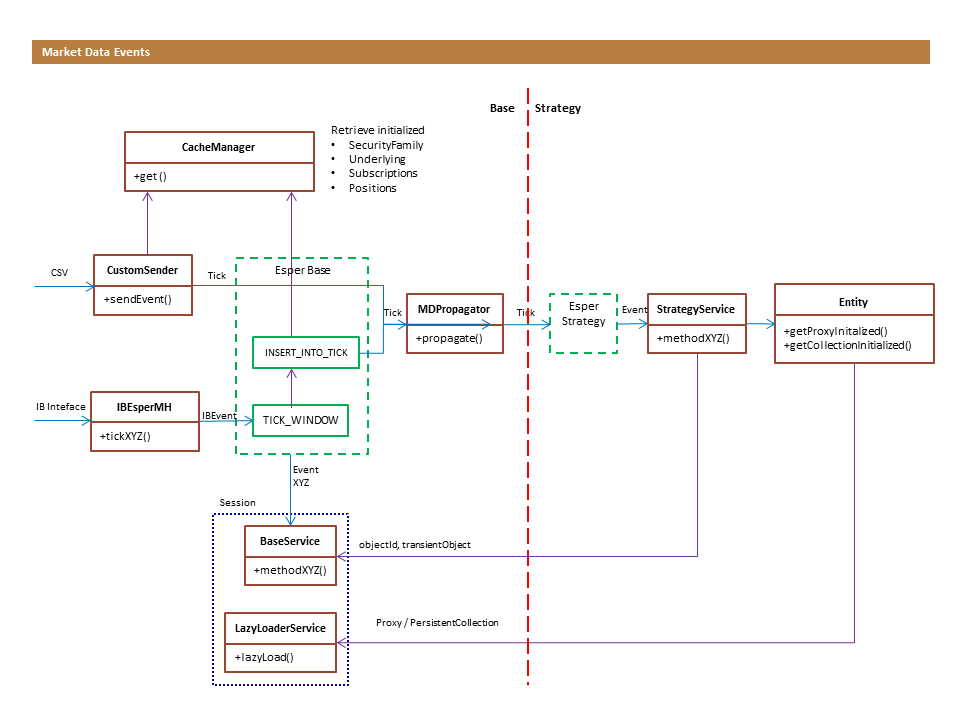 Market Data Events
Base
Strategy
Retrieve initialized
• SecurityFamily
• Underlying
• Subscriptions
• Positions
CacheManager
+get ()
CSV
CustomSender
+sendEvent()
Tick
Esper Base
Tick
MDPropagator
+propagate()
Tick
Esper
Strategy
Event
StrategyService
+methodXYZ()
Entity
+getProxyInitalized()
+getCollectionInitialized()
INSERT_INTO_TICK
IB Inteface
IBEsperMH
+tickXYZ()
IBEvent
TICK_WINDOW
Event
XYZ
Session
BaseService
+methodXYZ()
objectId, transientObject
LazyLoaderService
+lazyLoad()
Proxy / PersistentCollection